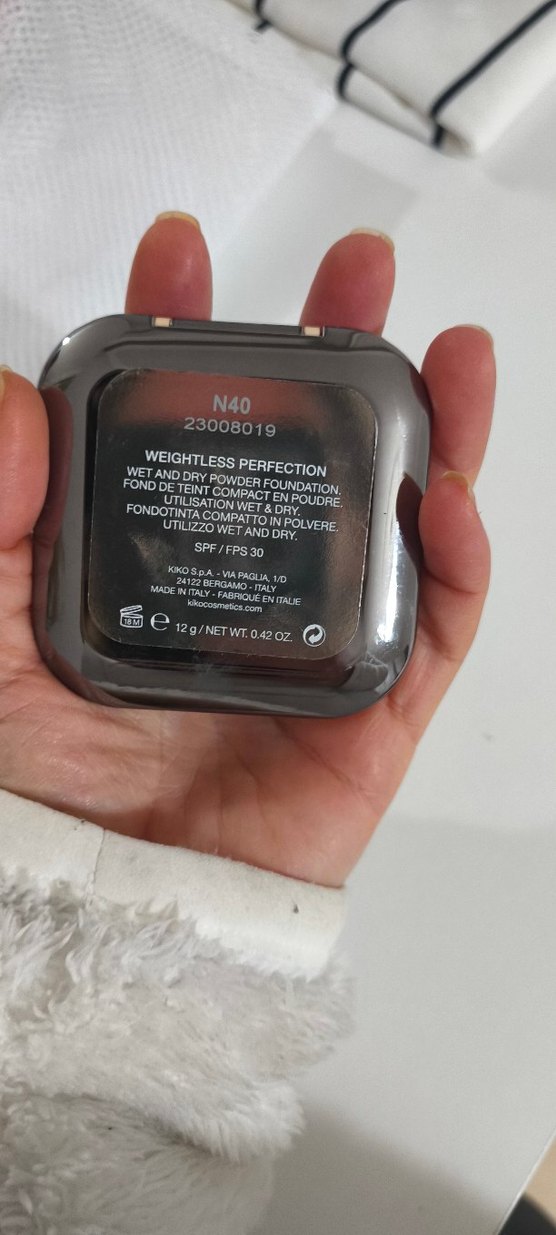 N40
23008019
WEIGHTLESS PERFECTION
WET AND DRY POWDER FOUNDATION.
FOND DE TEINT COMPACT EN POUDRE.
UTILISATION WET & DRY.
FONDOTINTA COMPATTO IN POLVERE.
UTILIZZO WET AND DRY.
SPF / FPS 30
KIKO S.p.A. - VIA PAGLIA, 1/D
24122 BERGAMO - ITALY
MADE IN ITALY - FABRIQUÉ EN ITALIE
kikocosmetics.com
18 M e 12 g / NET WT. 0.42 OZ.